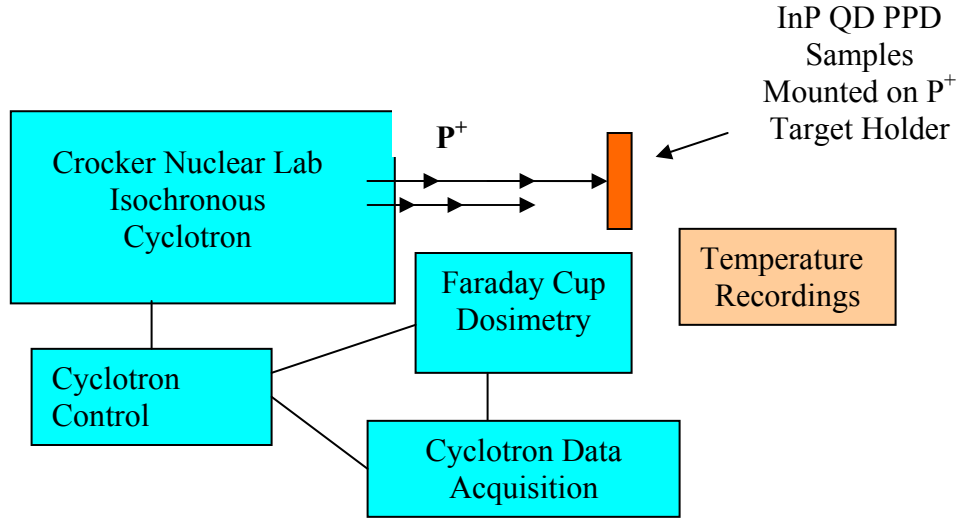 InP QD PPD
Samples
Mounted on P+
Target Holder
P+
Crocker Nuclear Lab
Isochronous
Cyclotron
Faraday Cup
Dosimetry
Temperature
Recordings
Cyclotron
Control
Cyclotron Data
Acquisition